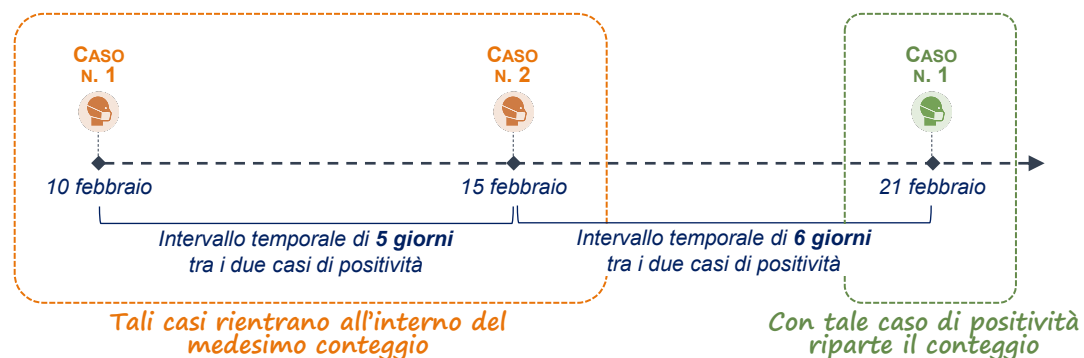 CASO
N. 1
CASO
N. 2
CASO
N. 1
10 febbraio
15 febbraio
21 febbraio
Intervallo temporale di 5 giorni
tra i due casi di positività
Intervallo temporale di 6 giorni
tra i due casi di positività
Tali casi rientrano all'interno del
medesimo conteggio
Con tale caso di positività
riparte il conteggio